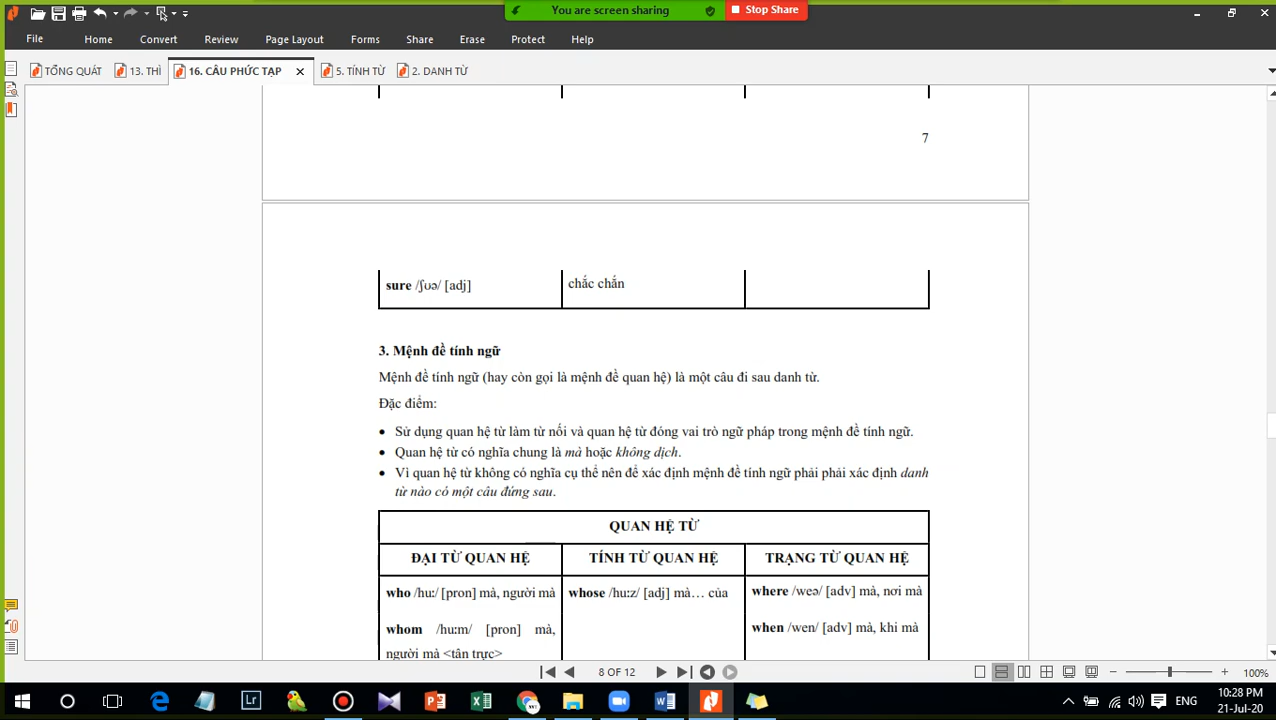 You are screen sharing
Stop Share
File Home Convert Review Page Layout Forms Share Erase Protect Help
TỔNG QUÁT 13. THÌ 16. CÂU PHỨC TẠP × 5. TÍNH TỪ 2. DANH TỪ
7
sure /ʃʊə/ [adj] chắc chắn
3. Mệnh đề tính ngữ
Mệnh đề tính ngữ (hay còn gọi là mệnh đề quan hệ) là một câu đi sau danh từ.
Đặc điểm:
• Sử dụng quan hệ từ làm từ nối và quan hệ từ đóng vai trò ngữ pháp trong mệnh đề tính ngữ.
• Quan hệ từ có nghĩa chung là mà hoặc không dịch.
• Vì quan hệ từ không có nghĩa cụ thể nên để xác định mệnh đề tính ngữ phải phải xác định danh
từ nào có một câu đứng sau.
QUAN HỆ TỪ
ĐẠI TỪ QUAN HỆ TÍNH TỪ QUAN HỆ TRẠNG TỪ QUAN HỆ
who /huː/ [pron] mà, người mà whose /huːz/ [adj] mà… của where /weə/ [adv] mà, nơi mà
whom /huːm/ [pron] mà, when /wen/ [adv] mà, khi mà
người mà <tân trực>
8 OF 12
100%
Lr
ENG
10:28 PM
21-Jul-20